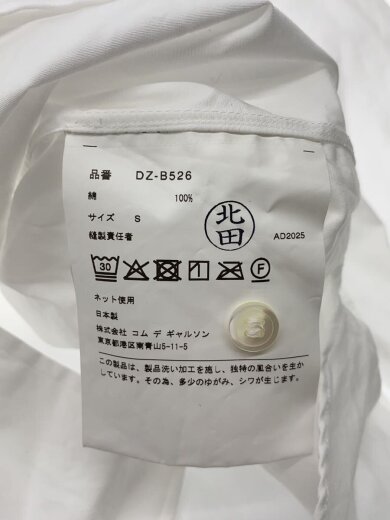 品番 DZ-B526
綿 100%
サイズ S
縫製責任者 北田 AD2025
30 F
ネット使用
日本製
株式会社 コム デ ギャルソン
東京都港区南青山5-11-5
この製品は、製品洗い加工を施し、独特の風合いを生か
しています。その為、多少のゆがみ、シワが生じます。